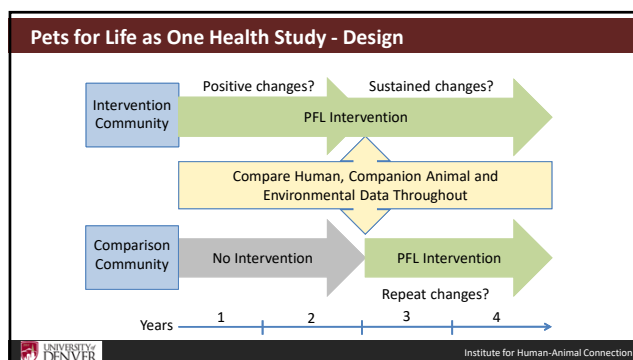 Pets for Life as One Health Study - Design
Positive changes?
Sustained changes?
Intervention
Community
PFL Intervention
Compare Human, Companion Animal and
Environmental Data Throughout
Comparison
Community
No Intervention
PFL Intervention
Repeat changes?
Years
1
2
3
4
UNIVERSITY of
DENVER
Institute for Human-Animal Connection